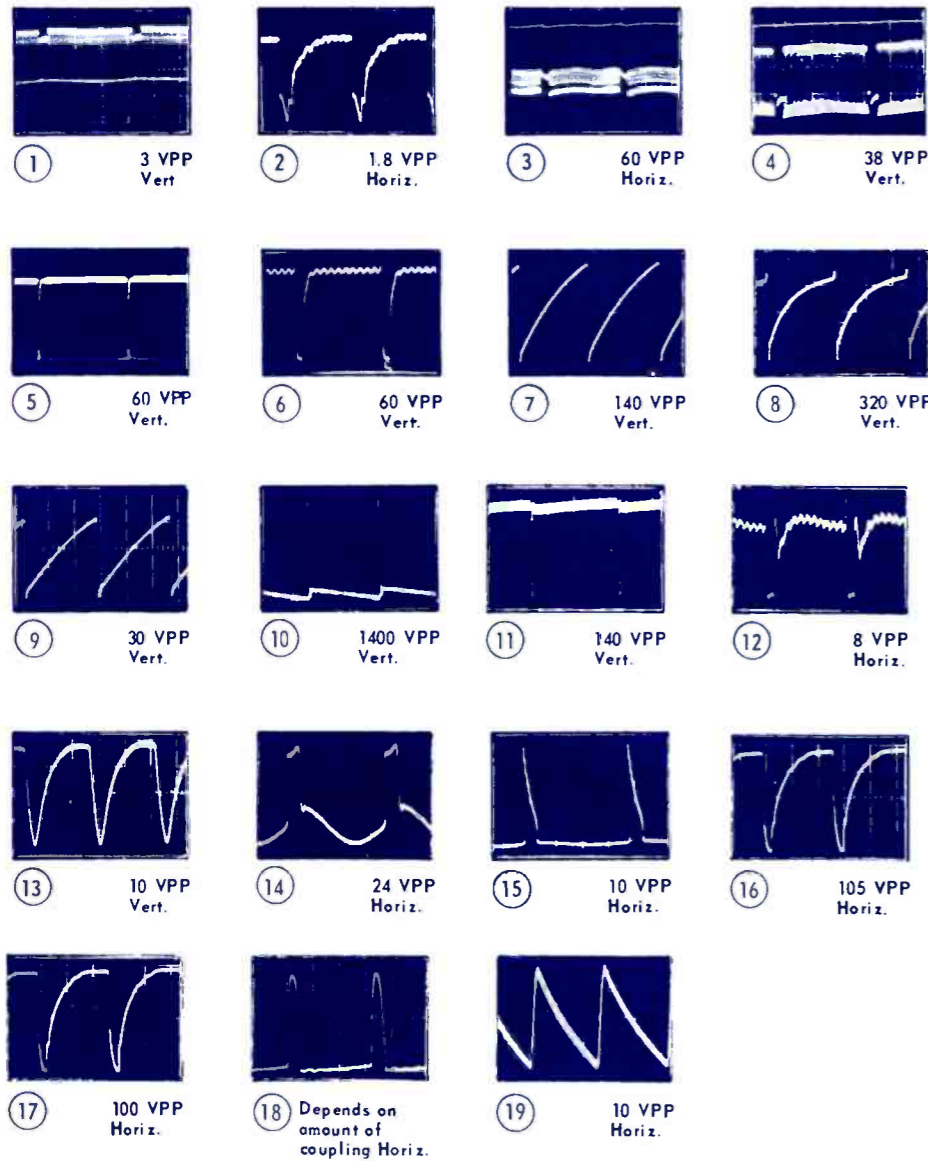 1 3 VPP
Vert
2 1.8 VPP
Horiz.
3 60 VPP
Horiz.
4 38 VPP
Vert.
5 60 VPP
Vert.
6 60 VPP
Vert.
7 140 VPP
Vert.
8 320 VPP
Vert.
9 30 VPP
Vert.
10 1400 VPP
Vert.
11 140 VPP
Vert.
12 8 VPP
Horiz.
13 10 VPP
Vert.
14 24 VPP
Horiz.
15 10 VPP
Horiz.
16 105 VPP
Horiz.
17 100 VPP
Horiz.
18 Depends on
amount of
coupling Horiz.
19 10 VPP
Horiz.